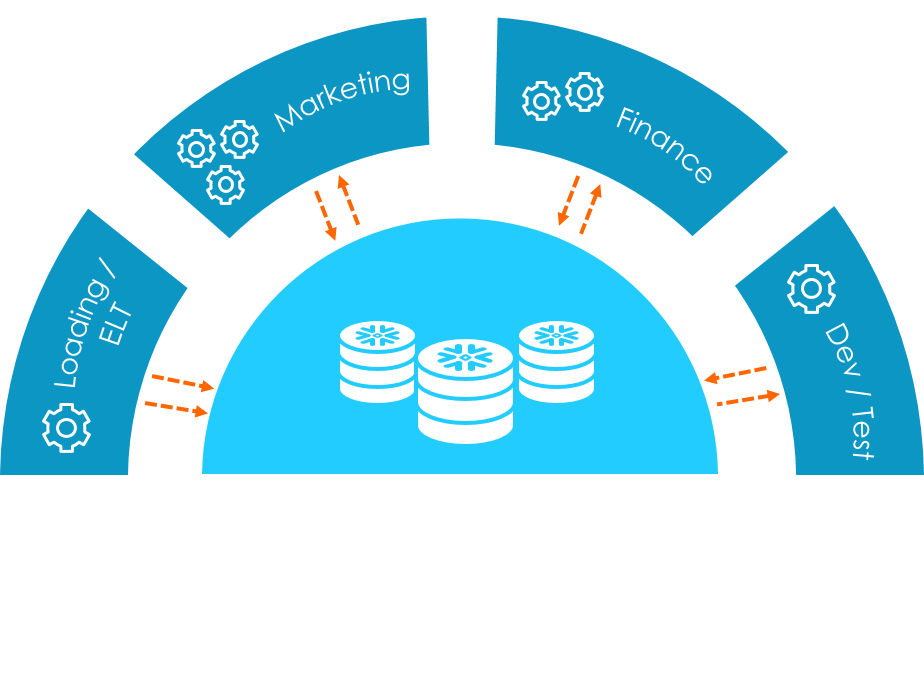 Loading /
ELT
Marketing
Finance
Dev / Test